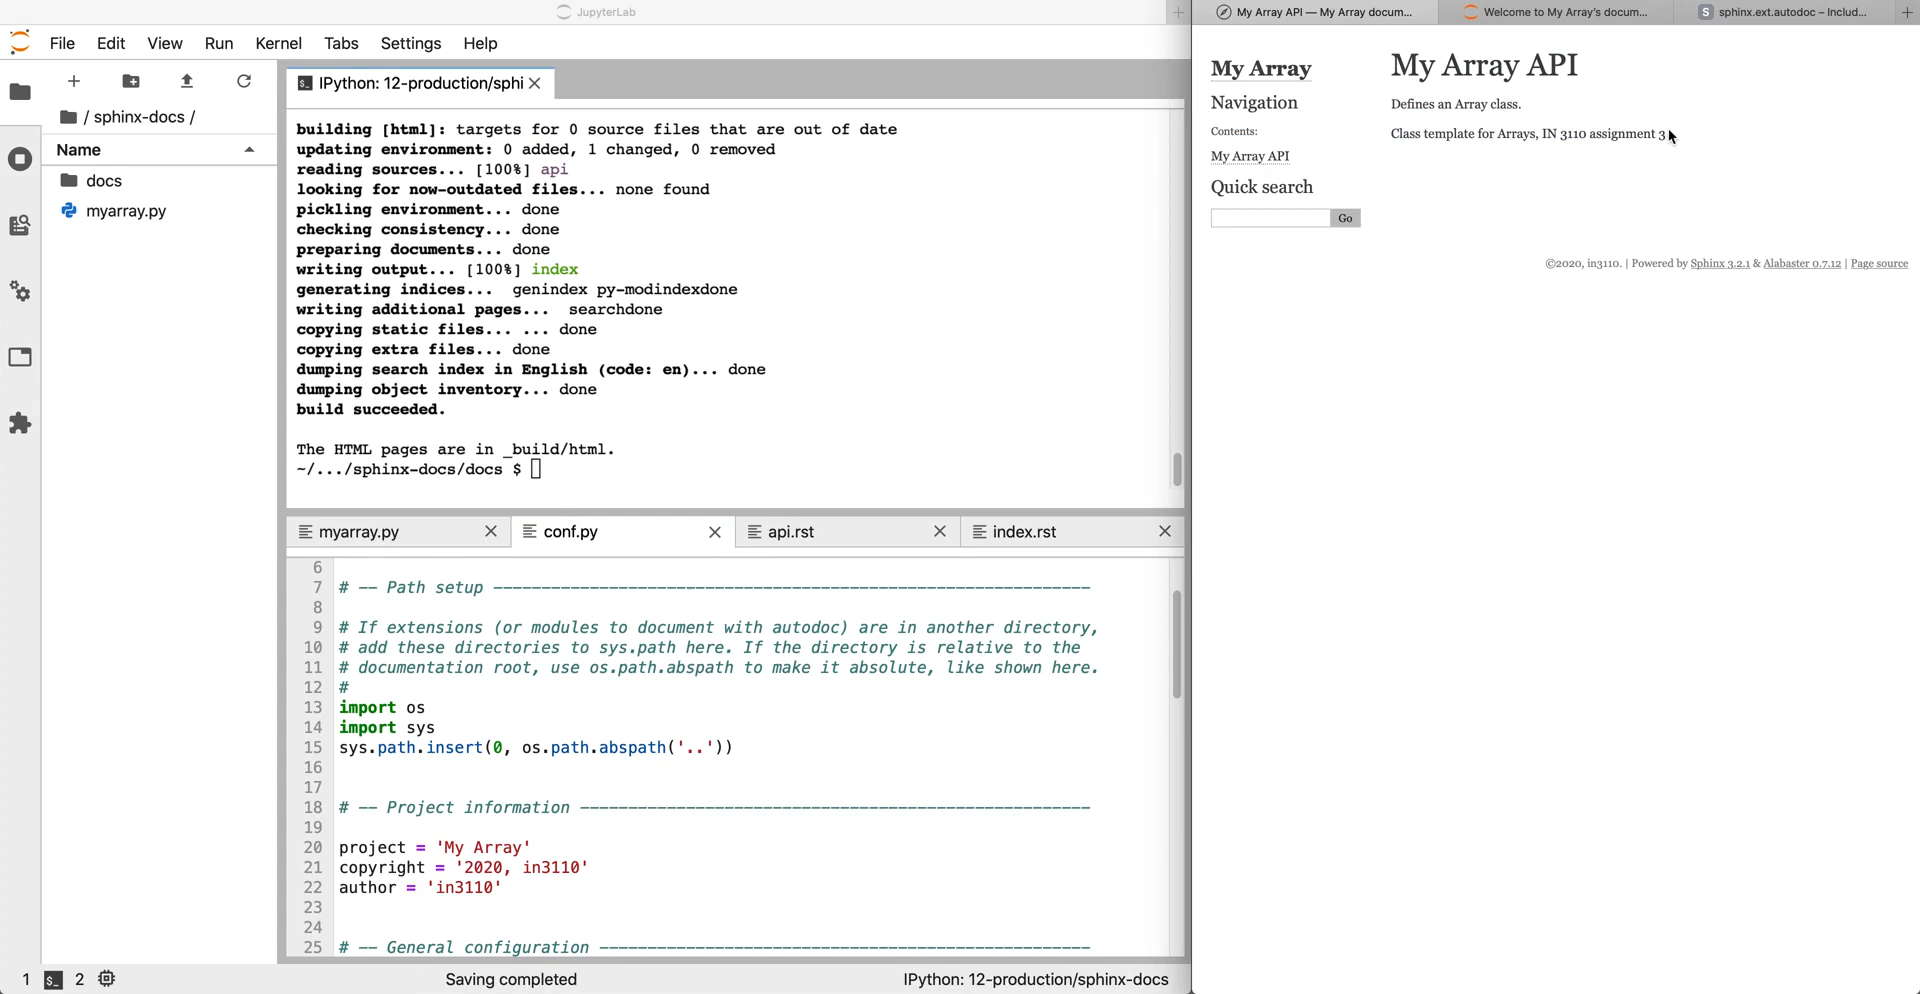 JupyterLab
File Edit View Run Kernel Tabs Settings Help
/ sphinx-docs /
Name
docs
myarray.py
IPython: 12-production/sphi
building [html]: targets for 0 source files that are out of date
updating environment: 0 added, 1 changed, 0 removed
reading sources... [100%] api
looking for now-outdated files... none found
pickling environment... done
checking consistency... done
preparing documents... done
writing output... [100%] index
generating indices...  genindex py-modindexdone
writing additional pages...  searchdone
copying static files... ... done
copying extra files... done
dumping search index in English (code: en)... done
dumping object inventory... done
build succeeded.
The HTML pages are in _build/html.
~/.../sphinx-docs/docs $
myarray.py
conf.py
api.rst
index.rst
6
7 # -- Path setup --------------------------------------------------------------
8
9 # If extensions (or modules to document with autodoc) are in another directory,
10 # add these directories to sys.path here. If the directory is relative to the
11 # documentation root, use os.path.abspath to make it absolute, like shown here.
12 #
13 import os
14 import sys
15 sys.path.insert(0, os.path.abspath('..'))
16
17
18 # -- Project information -----------------------------------------------------
19
20 project = 'My Array'
21 copyright = '2020, in3110'
22 author = 'in3110'
23
24
25 # -- General configuration ---------------------------------------------------
1 $_ 2
Saving completed
IPython: 12-production/sphinx-docs
My Array API — My Array docum...
Welcome to My Array's docum...
S sphinx.ext.autodoc – Includ...
My Array
Navigation
Contents:
My Array API
Quick search
Go
My Array API
Defines an Array class.
Class template for Arrays, IN 3110 assignment 3
©2020, in3110. | Powered by Sphinx 3.2.1 & Alabaster 0.7.12 | Page source